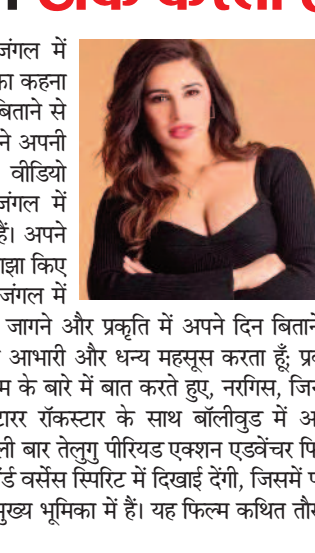 ठीक करता ह
जंगल में
का कहना
बिताने से
ने अपनी
वीडियो
जंगल में
हैं। अपने
झा किए
जंगल में
जागने और प्रकृति में अपने दिन बिताने
आभारी और धन्य महसूस करता हूँ; प्र
म के बारे में बात करते हुए, नरगिस, जिन
टारर रॉकस्टार के साथ बॉलीवुड में अ
ली बार तेलुगु पीरियड एक्शन एडवेंचर फि
ॉर्ड वर्सेस स्पिरिट में दिखाई देंगी, जिसमें प
मुख्य भूमिका में हैं। यह फिल्म कथित तौर